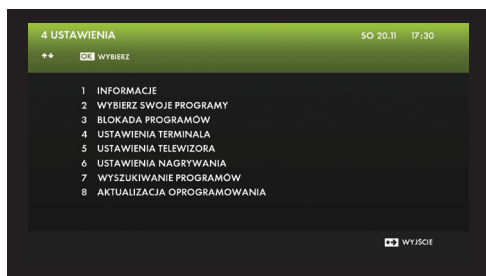 4 USTAWIENIA SO 20.11 17:30
OK WYBIERZ
1 INFORMACJE
2 WYBIERZ SWOJE PROGRAMY
3 BLOKADA PROGRAMÓW
4 USTAWIENIA TERMINALA
5 USTAWIENIA TELEWIZORA
6 USTAWIENIA NAGRYWANIA
7 WYSZUKIWANIE PROGRAMÓW
8 AKTUALIZACJA OPROGRAMOWANIA
WYJŚCIE